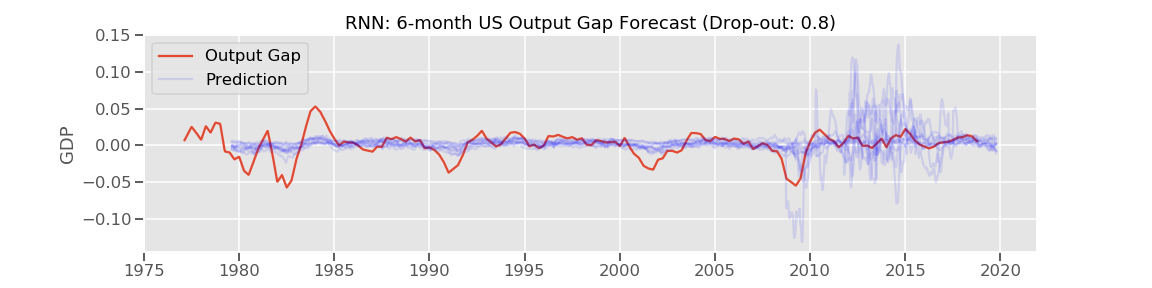 RNN: 6-month US Output Gap Forecast (Drop-out: 0.8)
0.15
Output Gap
0.10
Prediction
0.05
GDP
0.00
−0.05
−0.10
1975 1980 1985 1990 1995 2000 2005 2010 2015 2020